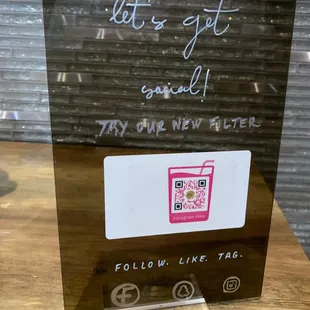 let's get
social!
TRY OUR NEW FILTER
FOLLOW. LIKE. TAG.